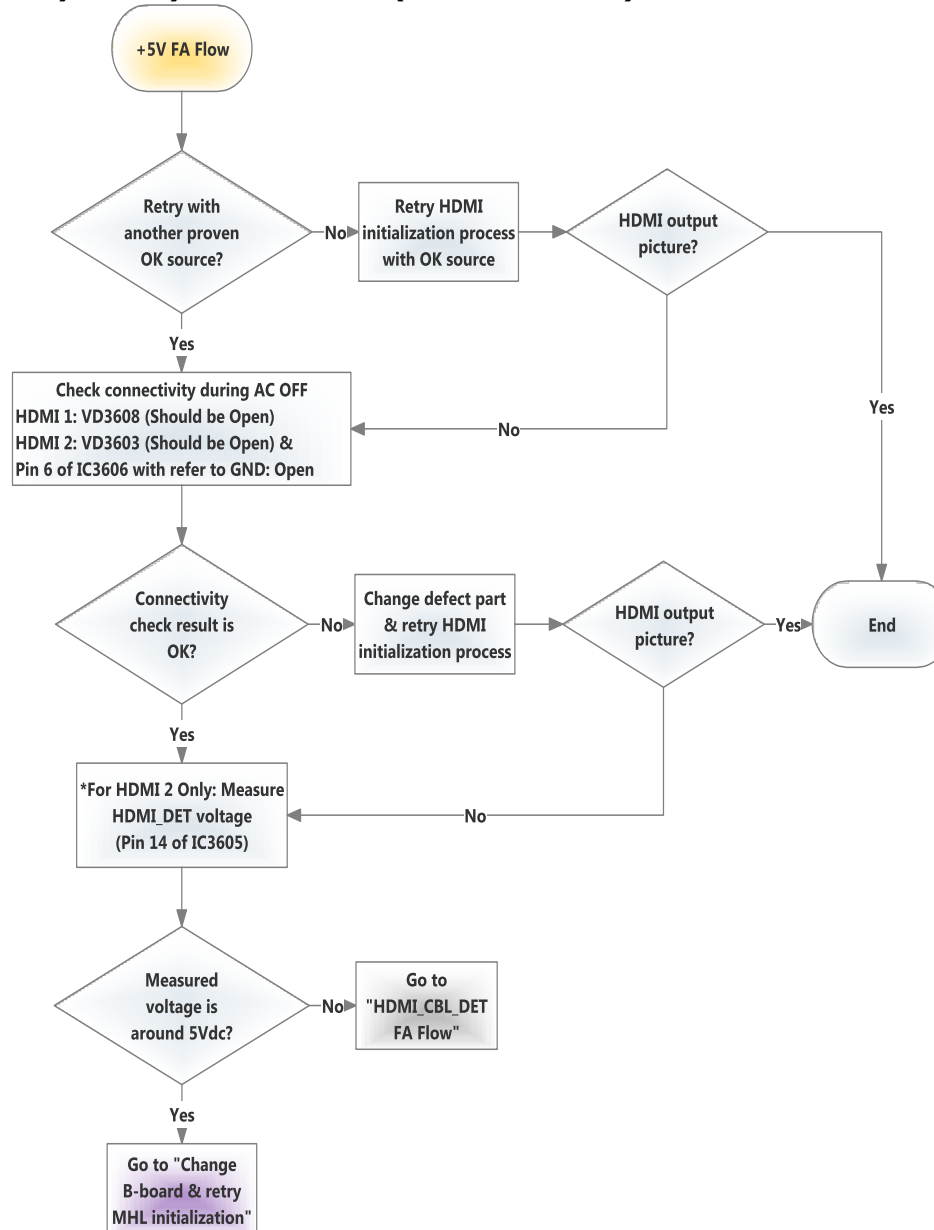 +5V FA Flow
Retry with
another proven
OK source?
No
Retry HDMI
initialization process
with OK source
HDMI output
picture?
Yes
Yes
Check connectivity during AC OFF
HDMI 1: VD3608 (Should be Open)
HDMI 2: VD3603 (Should be Open) &
Pin 6 of IC3606 with refer to GND: Open
No
Connectivity
check result is
OK?
No
Change defect part
& retry HDMI
initialization process
HDMI output
picture?
Yes
End
Yes
*For HDMI 2 Only: Measure
HDMI_DET voltage
(Pin 14 of IC3605)
No
Measured
voltage is
around 5Vdc?
No
Go to
"HDMI_CBL_DET
FA Flow"
Yes
Go to "Change
B-board & retry
MHL initialization"